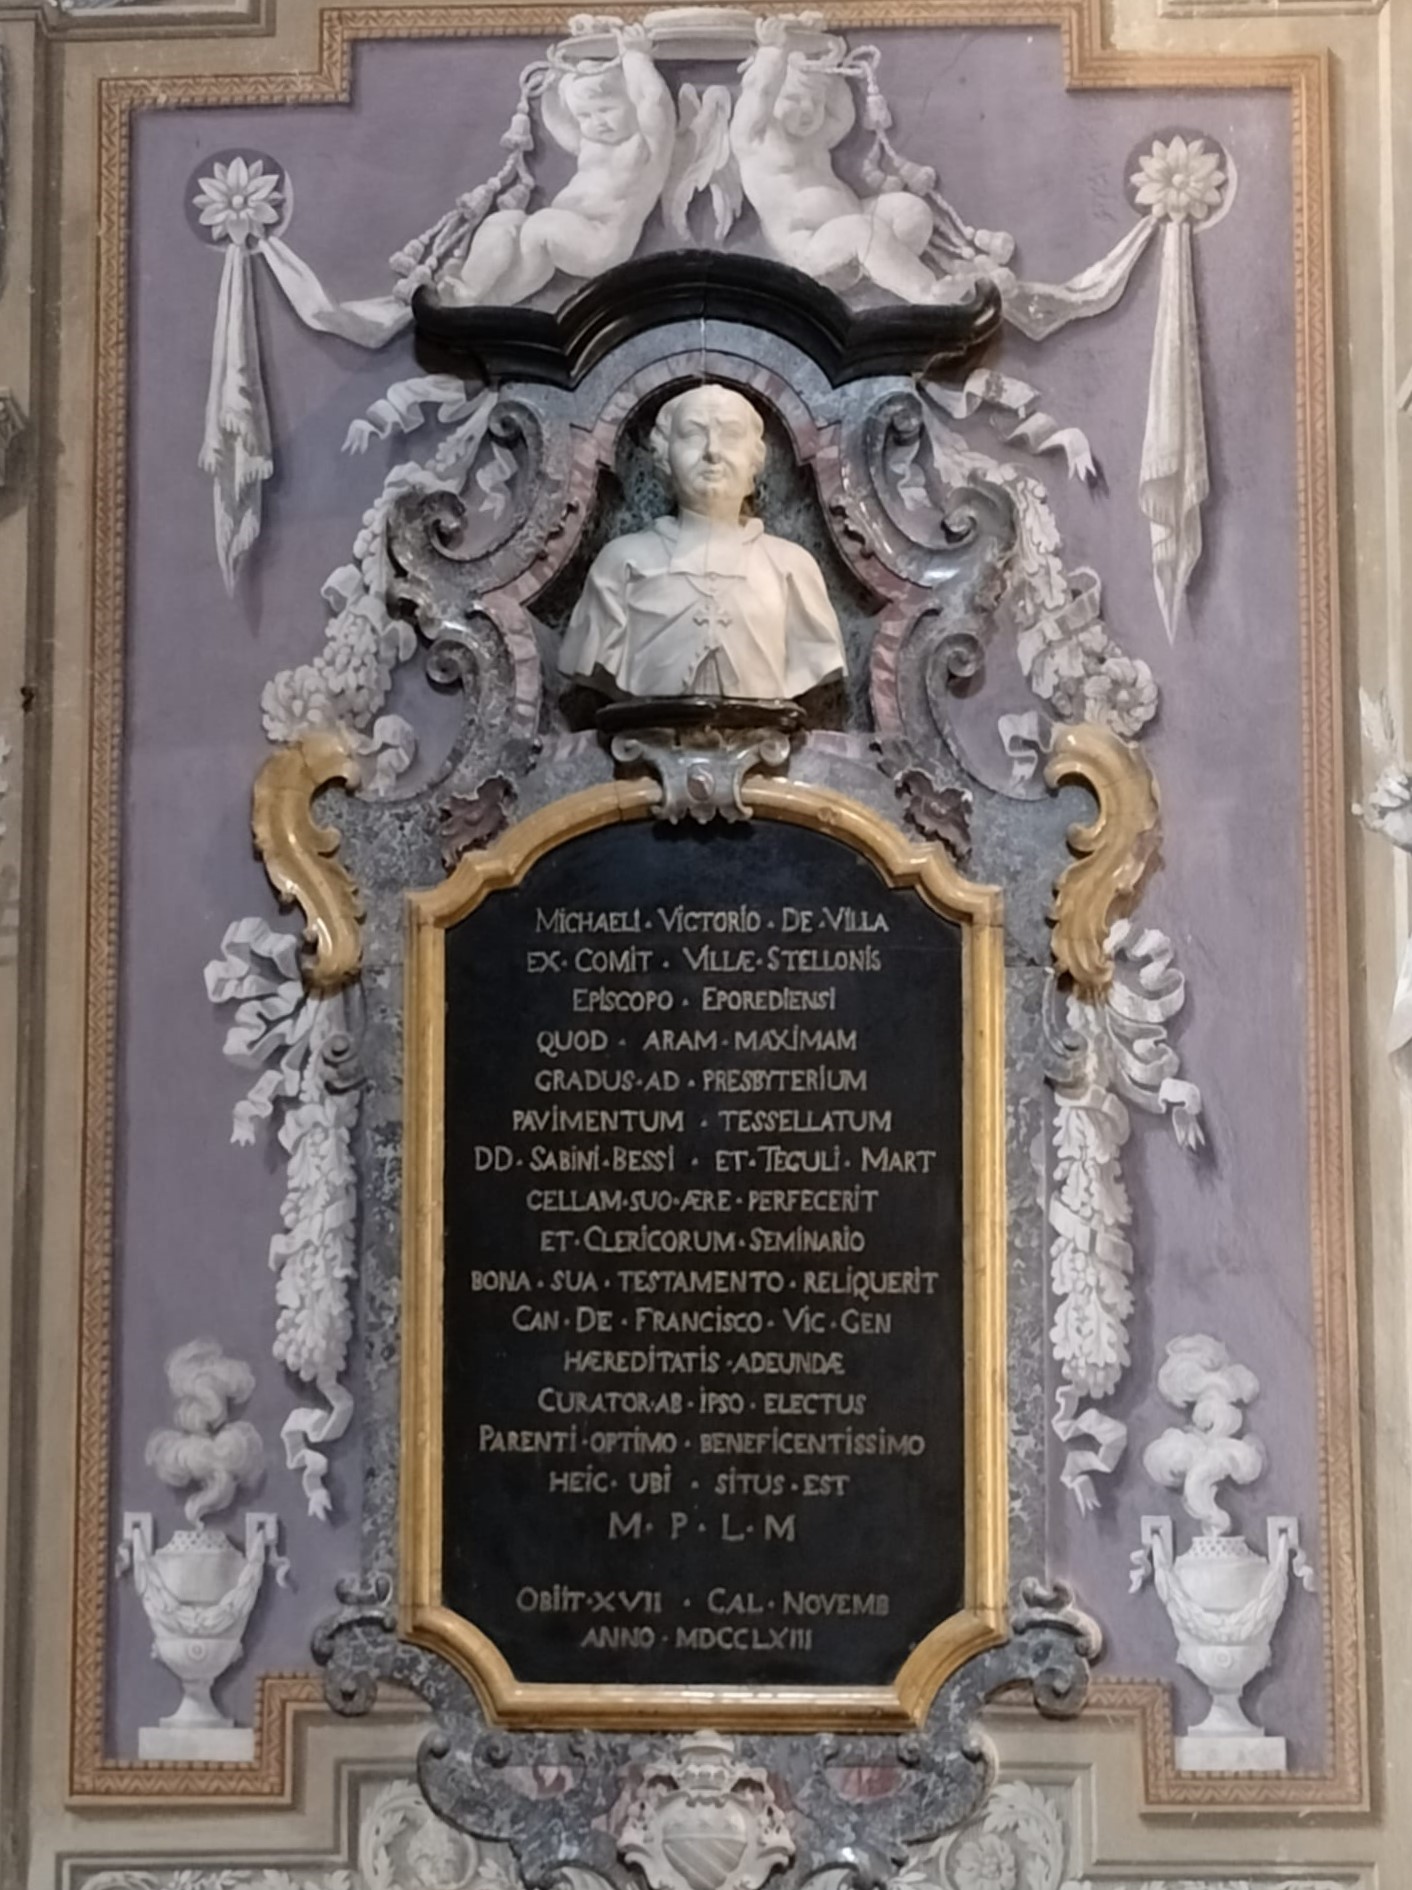 MICHAELI · VICTORIO · DE · VILLA
EX · COMIT · VILLÆ · STELLONIS
EPISCOPO · EPOREDIENSI
QUOD · ARAM · MAXIMAM
GRADUS · AD · PRESBYTERIUM
PAVIMENTUM · TESSELLATUM
DD · SABINI · BESSI · ET · TEGULI · MART
CELLAM · SUO · ÆRE · PERFECERIT
ET · CLERICORUM · SEMINARIO
BONA · SUA · TESTAMENTO · RELIQUERIT
CAN · DE · FRANCISCO · VIC · GEN
HÆREDITATIS · ADEUNDÆ
CURATOR · AB · IPSO · ELECTUS
PARENTI · OPTIMO · BENEFICENTISSIMO
HEIC · UBI · SITUS · EST
M · P · L · M
OBIIT · XVII · CAL · NOVEMB
ANNO · MDCCLXIII